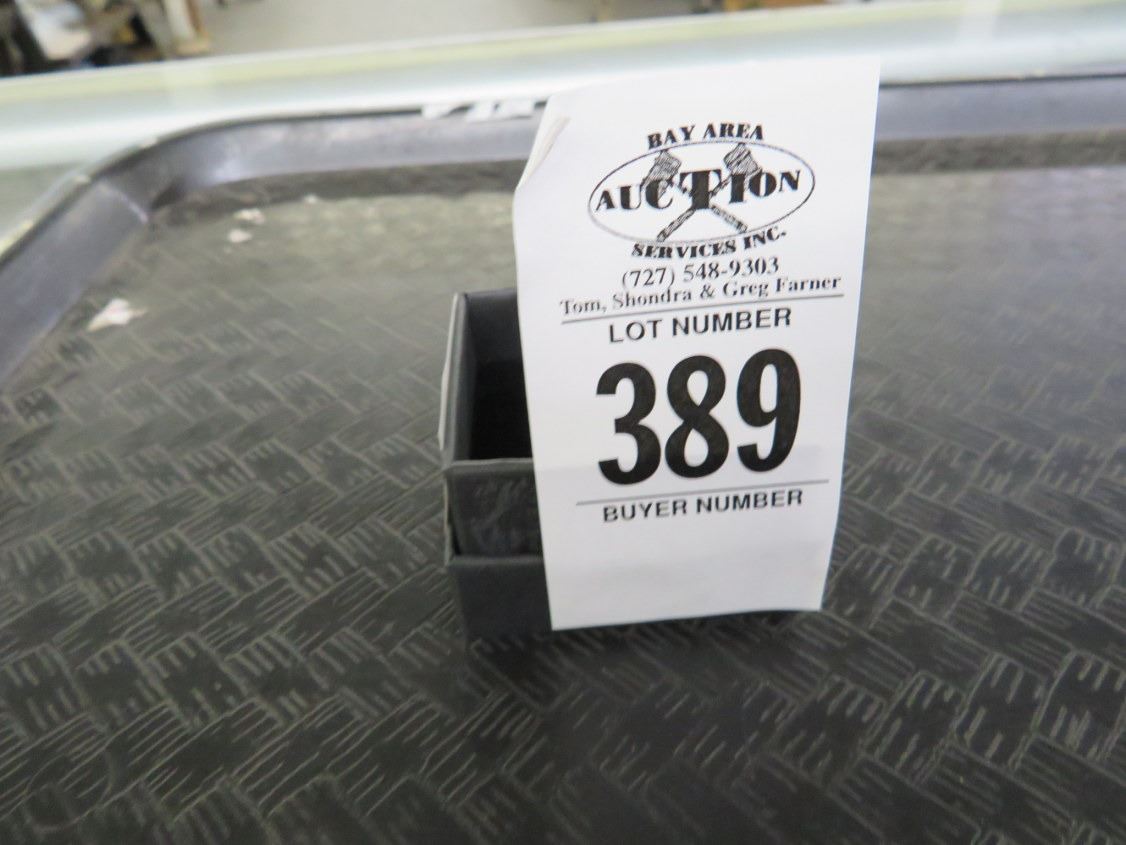 BAY AREA
AUCTION
SERVICES INC.
(727) 548-9303
Tom, Shondra & Greg Farner
LOT NUMBER
389
BUYER NUMBER